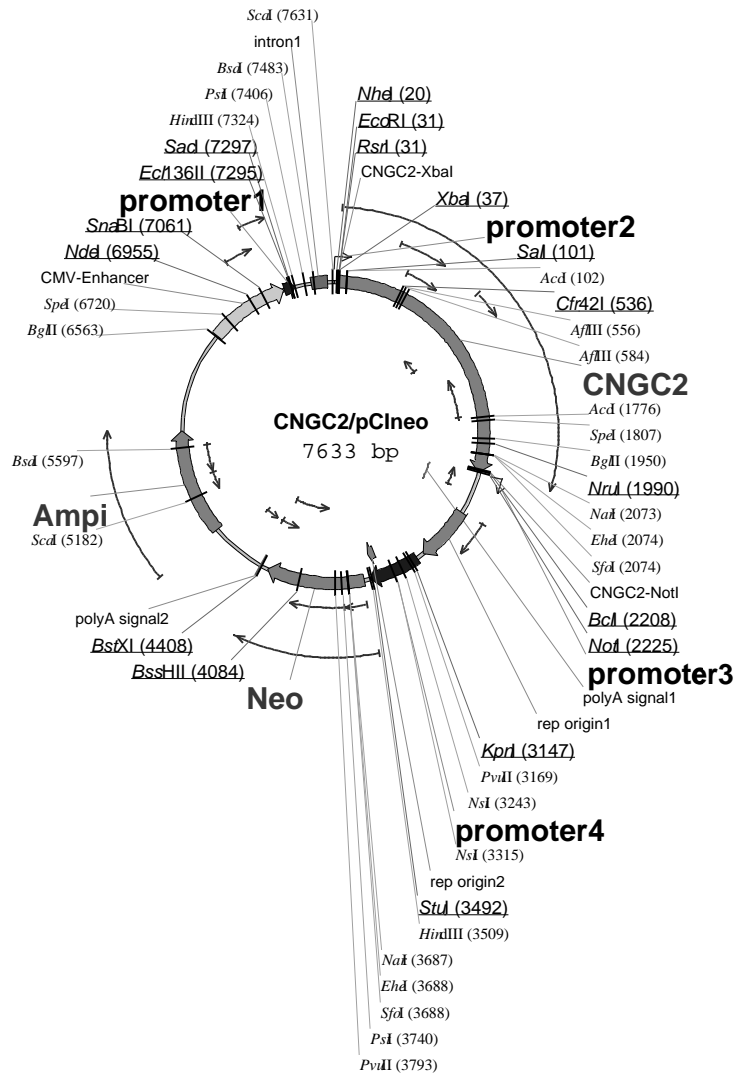 ScaI (7631)
intron1
BsaI (7483)
PstI (7406)
HindIII (7324)
SacI (7297)
Ecl136II (7295)
promoter1
SnaBI (7061)
NdeI (6955)
CMV-Enhancer
SpeI (6720)
BglII (6563)
NheI (20)
EcoRI (31)
RsrI (31)
CNGC2-XbaI
XbaI (37)
promoter2
SalI (101)
AccI (102)
Cfr42I (536)
AflIII (556)
AflIII (584)
CNGC2
CNGC2/pCIneo
7633 bp
AccI (1776)
SpeI (1807)
BglII (1950)
NruI (1990)
NarI (2073)
EheI (2074)
SfoI (2074)
CNGC2-NotI
BclI (2208)
NotI (2225)
promoter3
polyA signal1
rep origin1
KpnI (3147)
PvuII (3169)
NsiI (3243)
promoter4
NsiI (3315)
rep origin2
StuI (3492)
HindIII (3509)
NarI (3687)
EheI (3688)
SfoI (3688)
PstI (3740)
PvuII (3793)
BsaI (5597)
Ampi
ScaI (5182)
polyA signal2
BstXI (4408)
BssHII (4084)
Neo